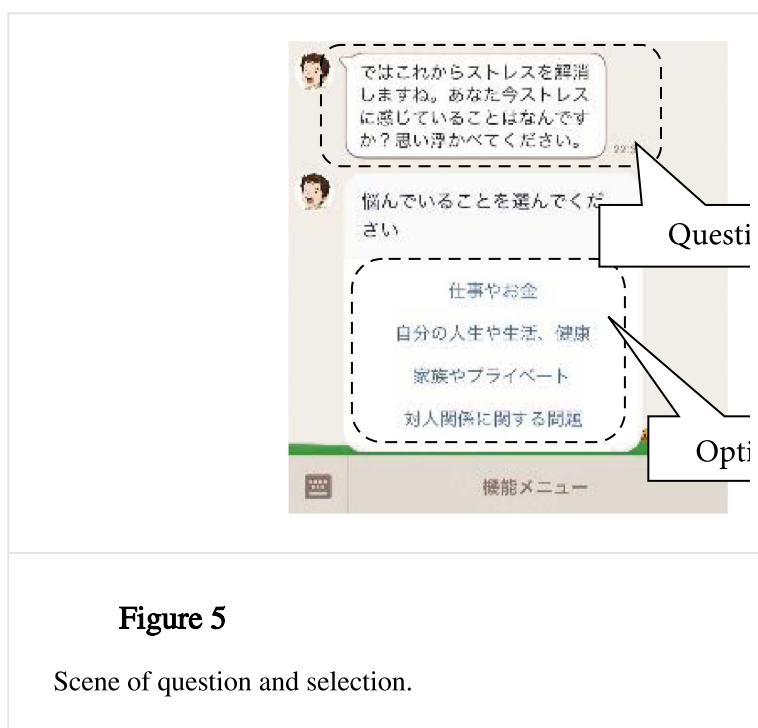 ではこれからストレスを解消
しますね。あなた今ストレス
に感じていることはなんです
か？思い浮かべてください。
悩んでいることを選んでくだ
さい
Questi
仕事やお金
自分の人生や生活、健康
家族やプライベート
対人関係に関する問題
Opti
機能メニュー
Figure 5
Scene of question and selection.